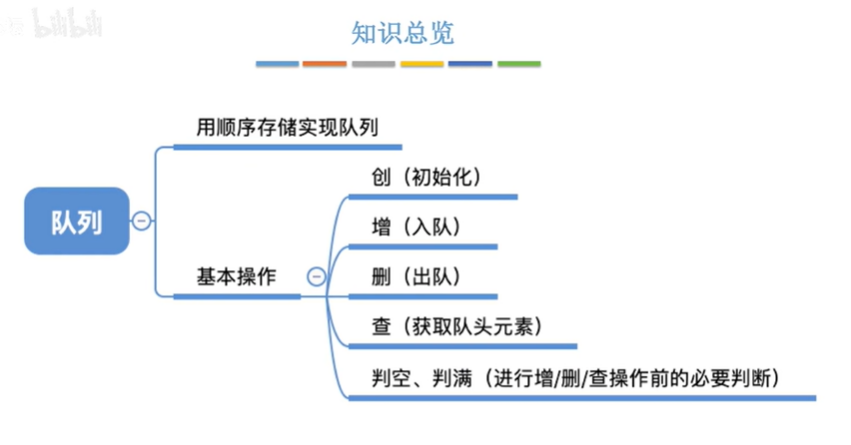 bilibili
知识总览
用顺序存储实现队列
创（初始化）
增（入队）
队列
基本操作
删（出队）
查（获取队头元素）
判空、判满（进行增/删/查操作前的必要判断）